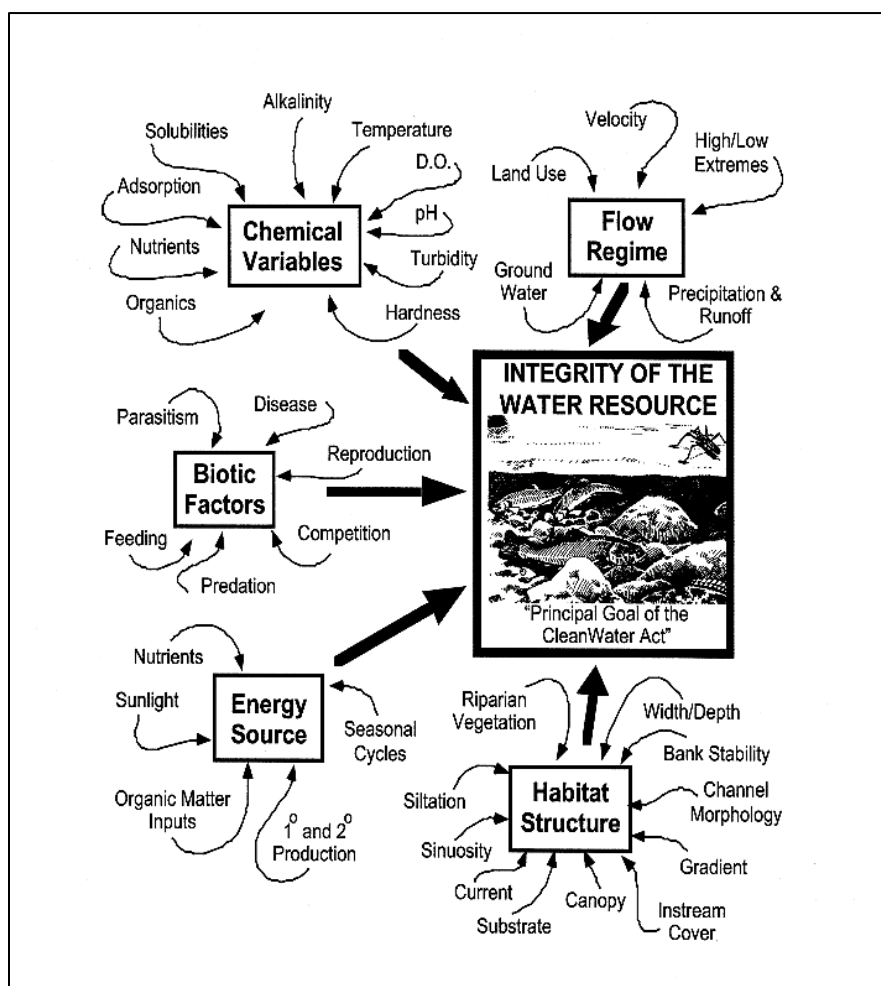 Alkalinity
Solubilities
Temperature
D.O.
Adsorption
pH
Chemical
Variables
Nutrients
Turbidity
Organics
Hardness
Velocity
High/Low
Extremes
Land Use
Flow
Regime
Ground
Water
Precipitation &
Runoff
INTEGRITY OF THE
WATER RESOURCE
"Principal Goal of the
CleanWater Act"
Disease
Parasitism
Reproduction
Biotic
Factors
Feeding
Competition
Predation
Nutrients
Sunlight
Energy
Source
Seasonal
Cycles
Organic Matter
Inputs
1° and 2°
Production
Riparian
Vegetation
Width/Depth
Bank Stability
Siltation
Habitat
Structure
Channel
Morphology
Sinuosity
Gradient
Current
Canopy
Substrate
Instream
Cover